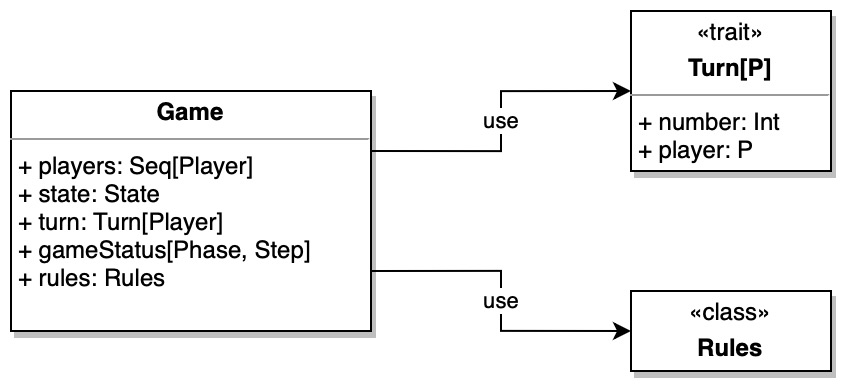 «trait»
Turn[P]
+ number: Int
+ player: P
Game
+ players: Seq[Player]
+ state: State
+ turn: Turn[Player]
+ gameStatus[Phase, Step]
+ rules: Rules
use
use
«class»
Rules